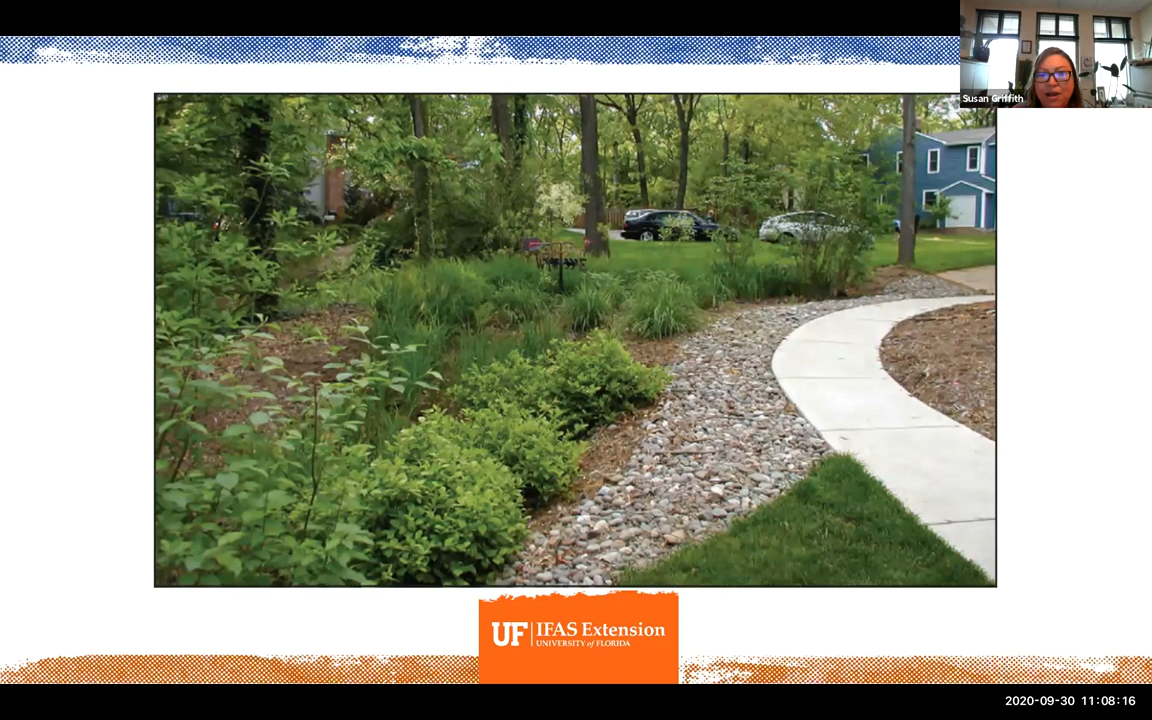 Susan Griffith
UF IFAS Extension
UNIVERSITY of FLORIDA
2020-09-30 11:08:16